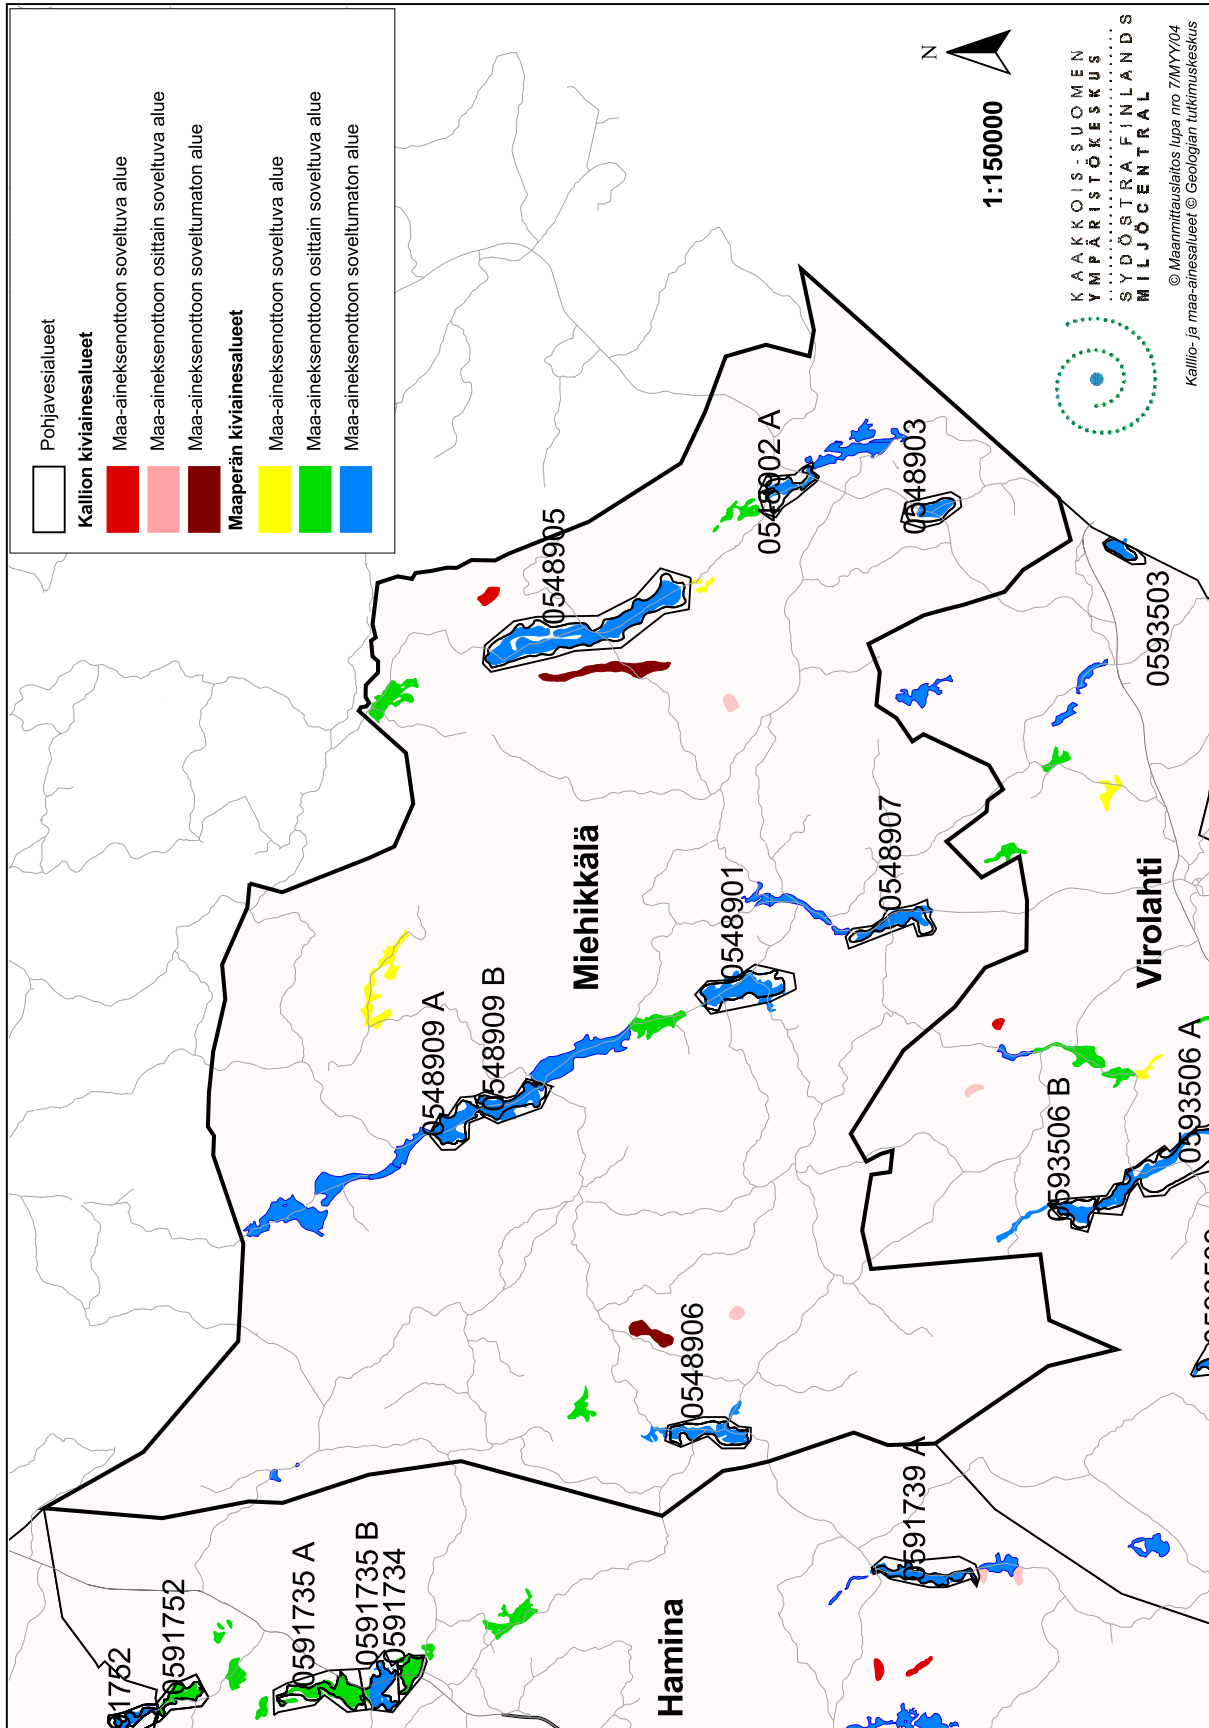 Pohjavesialueet
Kallion kiviainesalueet
Maa-aineksenottoon soveltuva alue
Maa-aineksenottoon osittain soveltuva alue
Maa-aineksenottoon soveltumaton alue
Maaperän kiviainesalueet
Maa-aineksenottoon soveltuva alue
Maa-aineksenottoon osittain soveltuva alue
Maa-aineksenottoon soveltumaton alue
N
1:150000
KAAKKOIS-SUOMEN
YMPÄRISTÖKESKUS
SYDÖSTRA FINLANDS
MILJÖCENTRAL
© Maanmittauslaitos lupa nro 7/MYY/04
Kalllio- ja maa-ainesalueet © Geologian tutkimuskeskus
0548905
0548902 A
0548903
0593503
Miehikkälä
0548901
0548907
0548909 A
0548909 B
Virolahti
0593506 A
0593506 B
0548906
0591739 A
Hamina
0591752
0591735 A
0591735 B
0591734